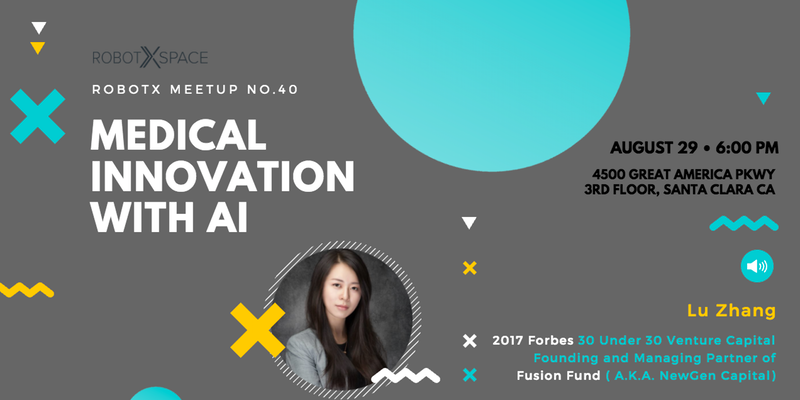 ROBOTXSPACE
ROBOTX MEETUP NO.40
MEDICAL
INNOVATION
WITH AI
AUGUST 29 • 6:00 PM
4500 GREAT AMERICA PKWY
3RD FLOOR, SANTA CLARA CA
Lu Zhang
2017 Forbes 30 Under 30 Venture Capital
Founding and Managing Partner of
Fusion Fund ( A.K.A. NewGen Capital)